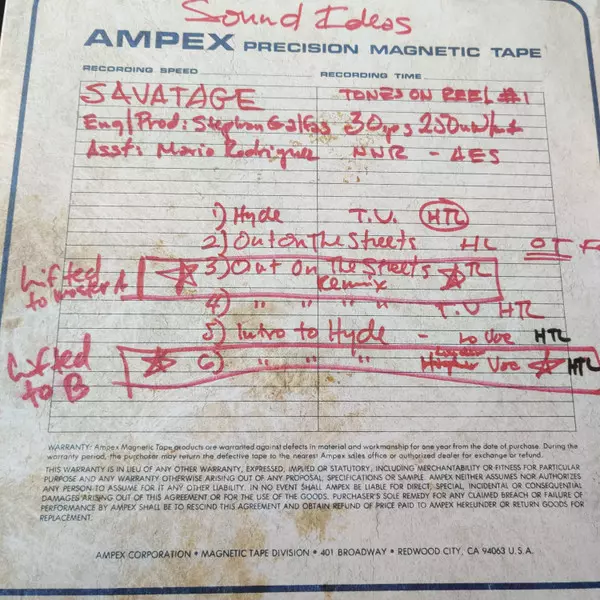 Sound Ideas
AMPEX PRECISION MAGNETIC TAPE
RECORDING SPEED RECORDING TIME
SAVATAGE TONES ON REEL #1
Eng/Prod: Stephan Galfas 30ips 250nw/m
Asst: Mario Rodriguez NNR - AES
1) Hyde T.U. HTL
2) Out On The Streets HL OT F
Lifted to master A 3) Out On The Streets TL
Remix
4) " " " T.U HTL
5) Intro to Hyde - Lo Voc HTL
Lifted to B 6) " " " Higher Voc HTL
WARRANTY: Ampex Magnetic Tape products are warranted against defects in material and workmanship for one year from the date of purchase. During the
warranty period, the purchaser may return the defective tape to the nearest Ampex sales office or authorized dealer for exchange or refund.
THIS WARRANTY IS IN LIEU OF ANY OTHER WARRANTY, EXPRESSED, IMPLIED OR STATUTORY, INCLUDING MERCHANTABILITY OR FITNESS FOR PARTICULAR
PURPOSE AND ANY WARRANTY OTHERWISE ARISING OUT OF ANY PROPOSAL, SPECIFICATIONS OR SAMPLE. AMPEX NEITHER ASSUMES NOR AUTHORIZES
ANY PERSON TO ASSUME FOR IT ANY OTHER LIABILITY. IN NO EVENT SHALL AMPEX BE LIABLE FOR DIRECT, SPECIAL, INCIDENTAL OR CONSEQUENTIAL
DAMAGES ARISING OUT OF THIS AGREEMENT OR FOR THE USE OF THE GOODS. PURCHASER'S SOLE REMEDY FOR ANY CLAIMED BREACH OR FAILURE OF
PERFORMANCE BY AMPEX SHALL BE TO RESCIND THIS AGREEMENT AND OBTAIN REFUND OF PRICE PAID TO AMPEX HEREUNDER OR RETURN GOODS FOR
REPLACEMENT.
AMPEX CORPORATION • MAGNETIC TAPE DIVISION • 401 BROADWAY • REDWOOD CITY, CA 94063 U.S.A.